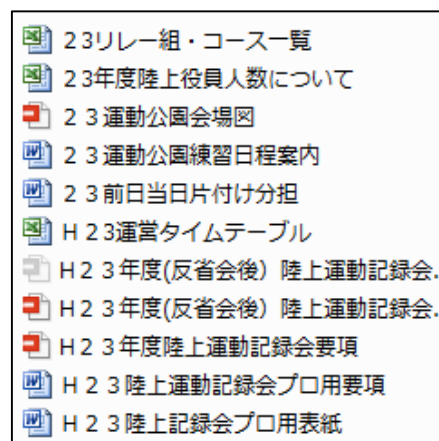 ２３リレー組・コース一覧
２３年度陸上役員人数について
２３運動公園会場図
２３運動公園練習日程案内
２３前日当日片付け分担
Ｈ２３運営タイムテーブル
Ｈ２３年度(反省会後）陸上運動記録会.
Ｈ２３年度(反省会後）陸上運動記録会.
Ｈ２３年度陸上運動記録会要項
Ｈ２３陸上運動記録会プロ用要項
Ｈ２３陸上記録会プロ用表紙